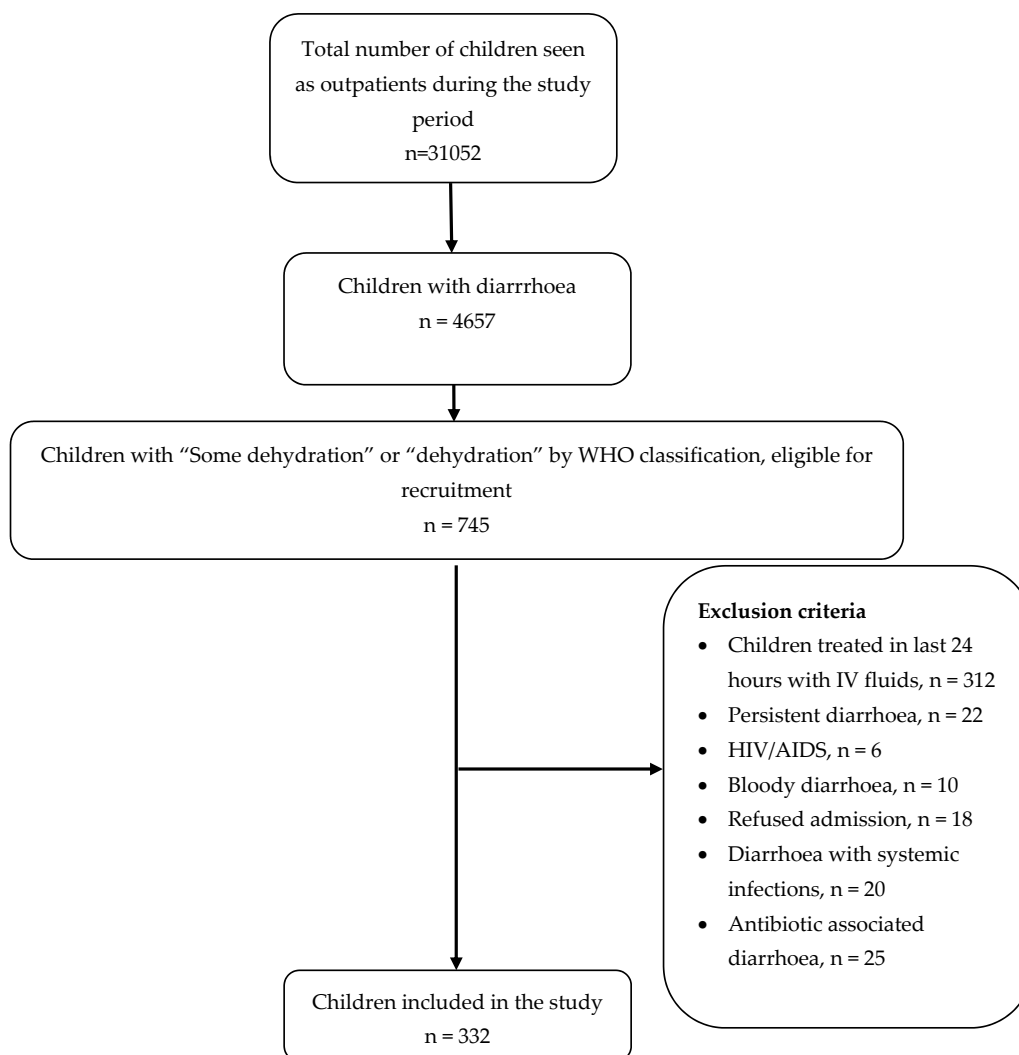 Total number of children seen
as outpatients during the study
period
n=31052
Children with diarrrhoea
n = 4657
Children with “Some dehydration” or “dehydration” by WHO classification, eligible for
recruitment
n = 745
Exclusion criteria
• Children treated in last 24
hours with IV fluids, n = 312
• Persistent diarrhoea, n = 22
• HIV/AIDS, n = 6
• Bloody diarrhoea, n = 10
• Refused admission, n = 18
• Diarrhoea with systemic
infections, n = 20
• Antibiotic associated
diarrhoea, n = 25
Children included in the study
n = 332